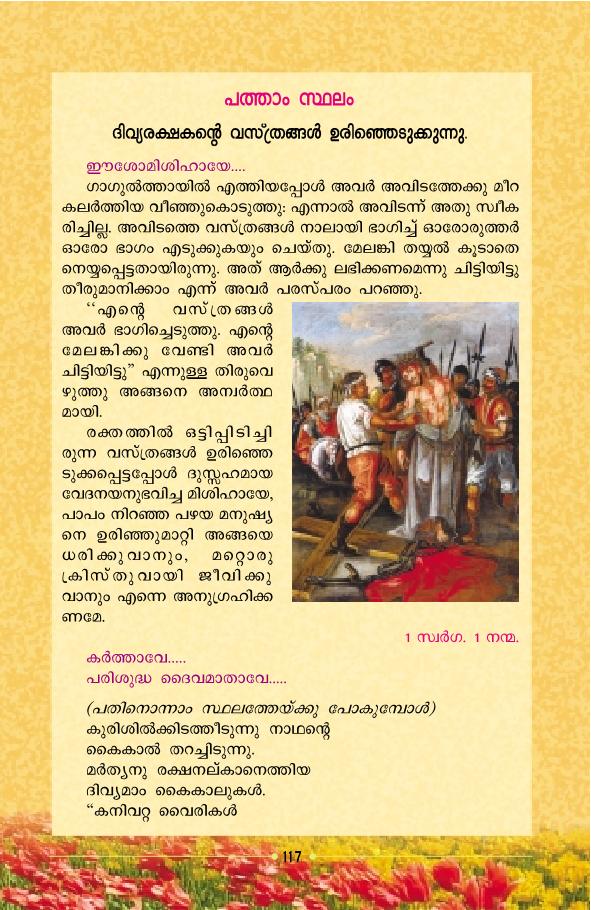 പത്താം സ്ഥലം
ദിവ്യരക്ഷകന്റെ വസ്ത്രങ്ങൾ ഉരിഞ്ഞെടുക്കുന്നു.
ഈശോമിശിഹായേ....
ഗാഗുൽത്തായിൽ എത്തിയപ്പോൾ അവർ അവിടത്തേക്കു മീറ
കലർത്തിയ വീഞ്ഞുകൊടുത്തു: എന്നാൽ അവിടന്ന് അതു സ്വീക
രിച്ചില്ല. അവിടത്തെ വസ്ത്രങ്ങൾ നാലായി ഭാഗിച്ച് ഓരോരുത്തർ
ഓരോ ഭാഗം എടുക്കുകയും ചെയ്തു. മേലങ്കി തയ്യൽ കൂടാതെ
നെയ്യപ്പെട്ടതായിരുന്നു. അത് ആർക്കു ലഭിക്കണമെന്നു ചിട്ടിയിട്ടു
തീരുമാനിക്കാം എന്ന് അവർ പരസ്പരം പറഞ്ഞു.
‘‘എന്റെ വസ്ത്രങ്ങൾ
അവർ ഭാഗിച്ചെടുത്തു. എന്റെ
മേലങ്കിക്കു വേണ്ടി അവർ
ചിട്ടിയിട്ടു” എന്നുള്ള തിരുവെ
ഴുത്തു അങ്ങനെ അന്വർത്ഥ
മായി.
രക്തത്തിൽ ഒട്ടിപ്പിടിച്ചി
രുന്ന വസ്ത്രങ്ങൾ ഉരിഞ്ഞെ
ടുക്കപ്പെട്ടപ്പോൾ ദുസ്സഹമായ
വേദനയനുഭവിച്ച മിശിഹായേ,
പാപം നിറഞ്ഞ പഴയ മനുഷ്യ
നെ ഉരിഞ്ഞുമാറ്റി അങ്ങയെ
ധരിക്കുവാനും, മറ്റൊരു
ക്രിസ്തുവായി ജീവിക്കു
വാനും എന്നെ അനുഗ്രഹിക്ക
ണമേ.
1 സ്വർഗ. 1 നന്മ.
കർത്താവേ.....
പരിശുദ്ധ ദൈവമാതാവേ.....
(പതിനൊന്നാം സ്ഥലത്തേയ്ക്കു പോകുമ്പോൾ)
കുരിശിൽക്കിടത്തീടുന്നു നാഥന്റെ
കൈകാൽ തറച്ചിടുന്നു.
മർത്യനു രക്ഷനല്കാനെത്തിയ
ദിവ്യമാം കൈകാലുകൾ.
“കനിവറ്റ വൈരികൾ
117